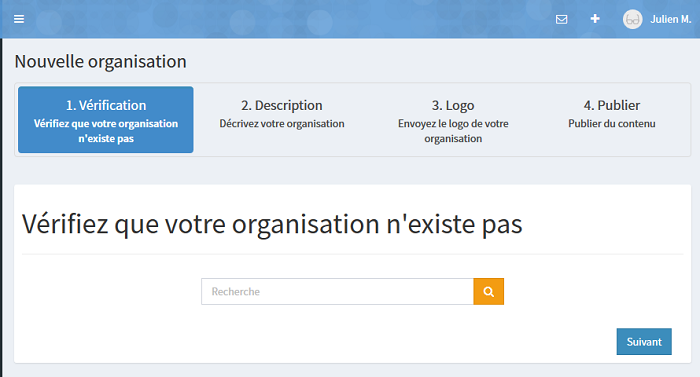 Julien M.
Nouvelle organisation
1. Vérification
Vérifiez que votre organisation
n'existe pas
2. Description
Décrivez votre organisation
3. Logo
Envoyez le logo de votre
organisation
4. Publier
Publier du contenu
Vérifiez que votre organisation n'existe pas
Recherche
Suivant